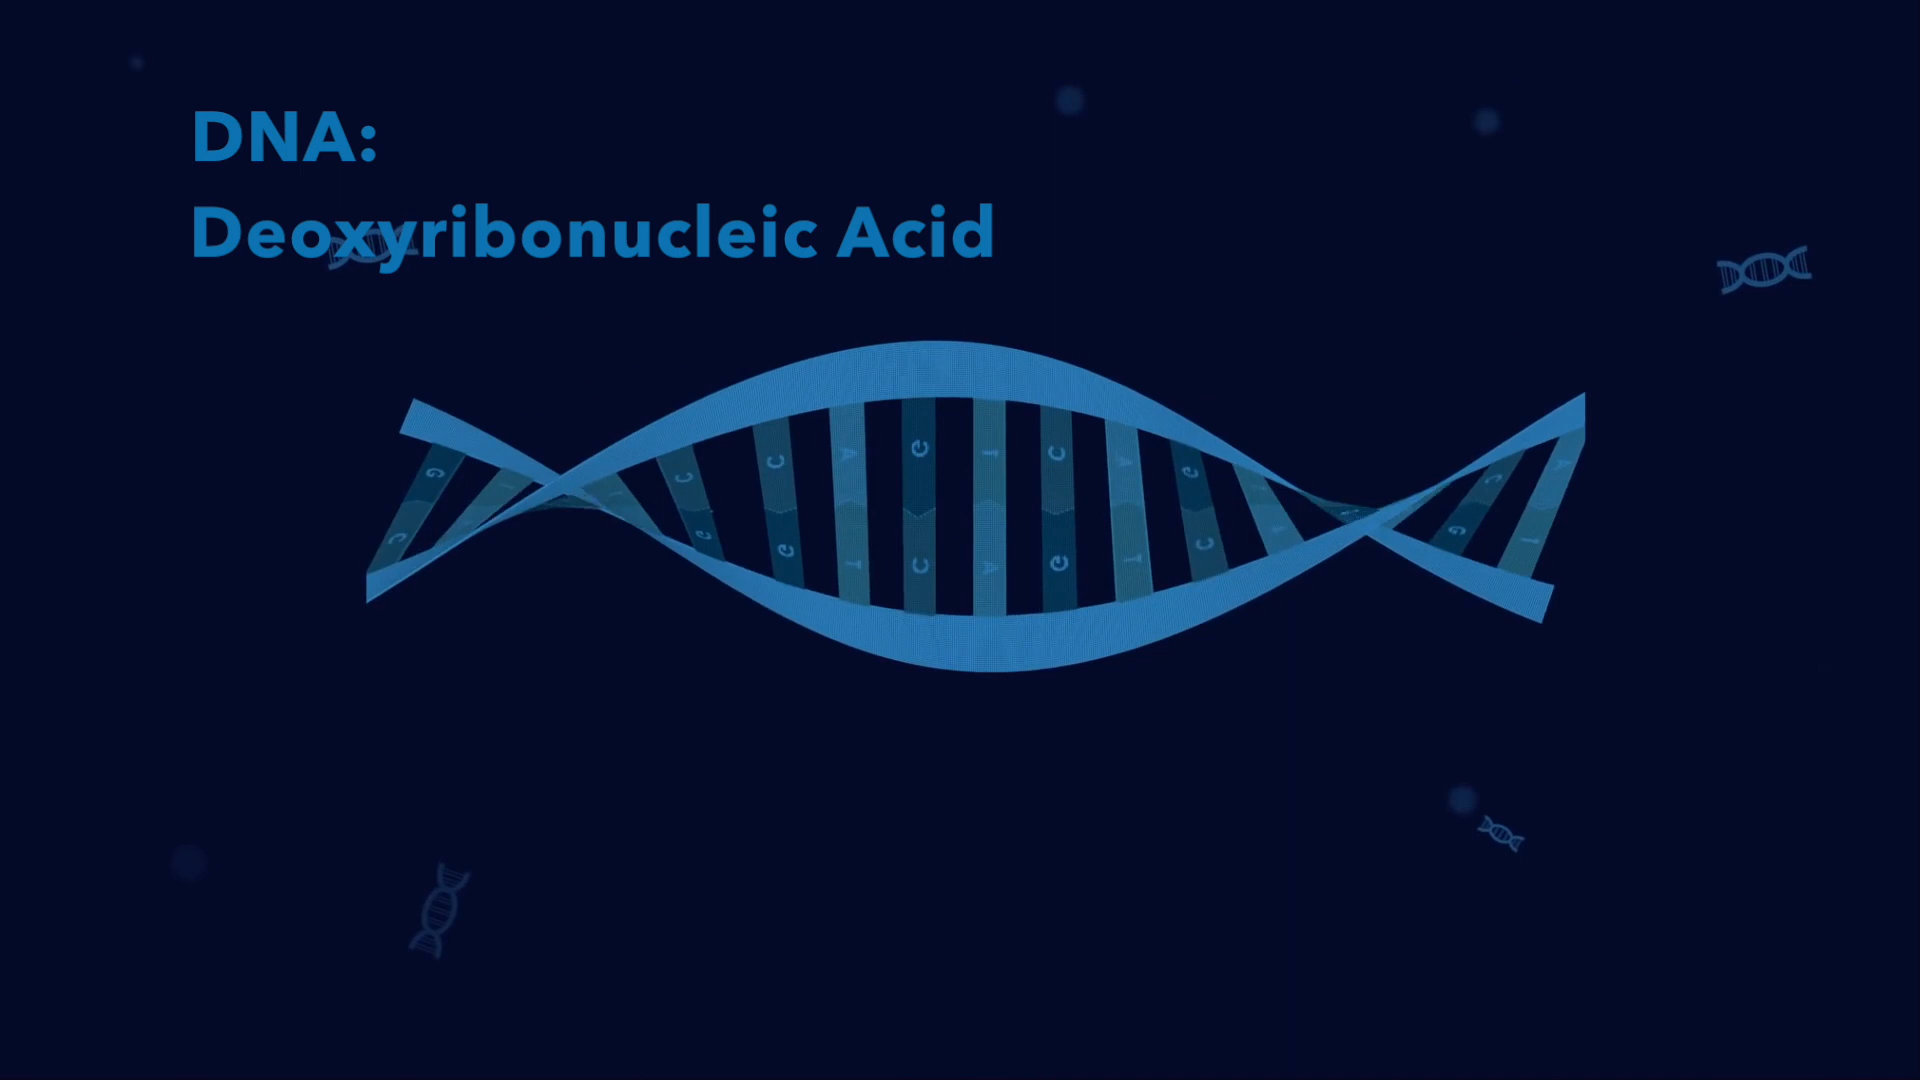 DNA:
Deoxyribonucleic Acid
G C C A G T C A G C A
C G G T C A G T C G T